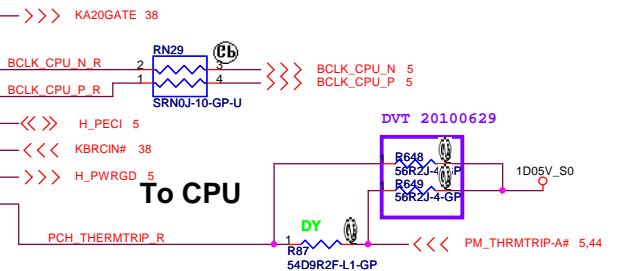 KA20GATE 38
RN29
BCLK_CPU_N_R 2 3 BCLK_CPU_N 5
BCLK_CPU_P_R 1 4 BCLK_CPU_P 5
SRN0J-10-GP-U
DVT 20100629
H_PECI 5
KBRCIN# 38
1 R648
56R2J-4-GP
1D05V_S0
H_PWRGD 5
To CPU
1 R649
56R2J-4-GP
DY
PCH_THERMTRIP_R
1
R87
PM_THRMTRIP-A# 5,44
54D9R2F-L1-GP